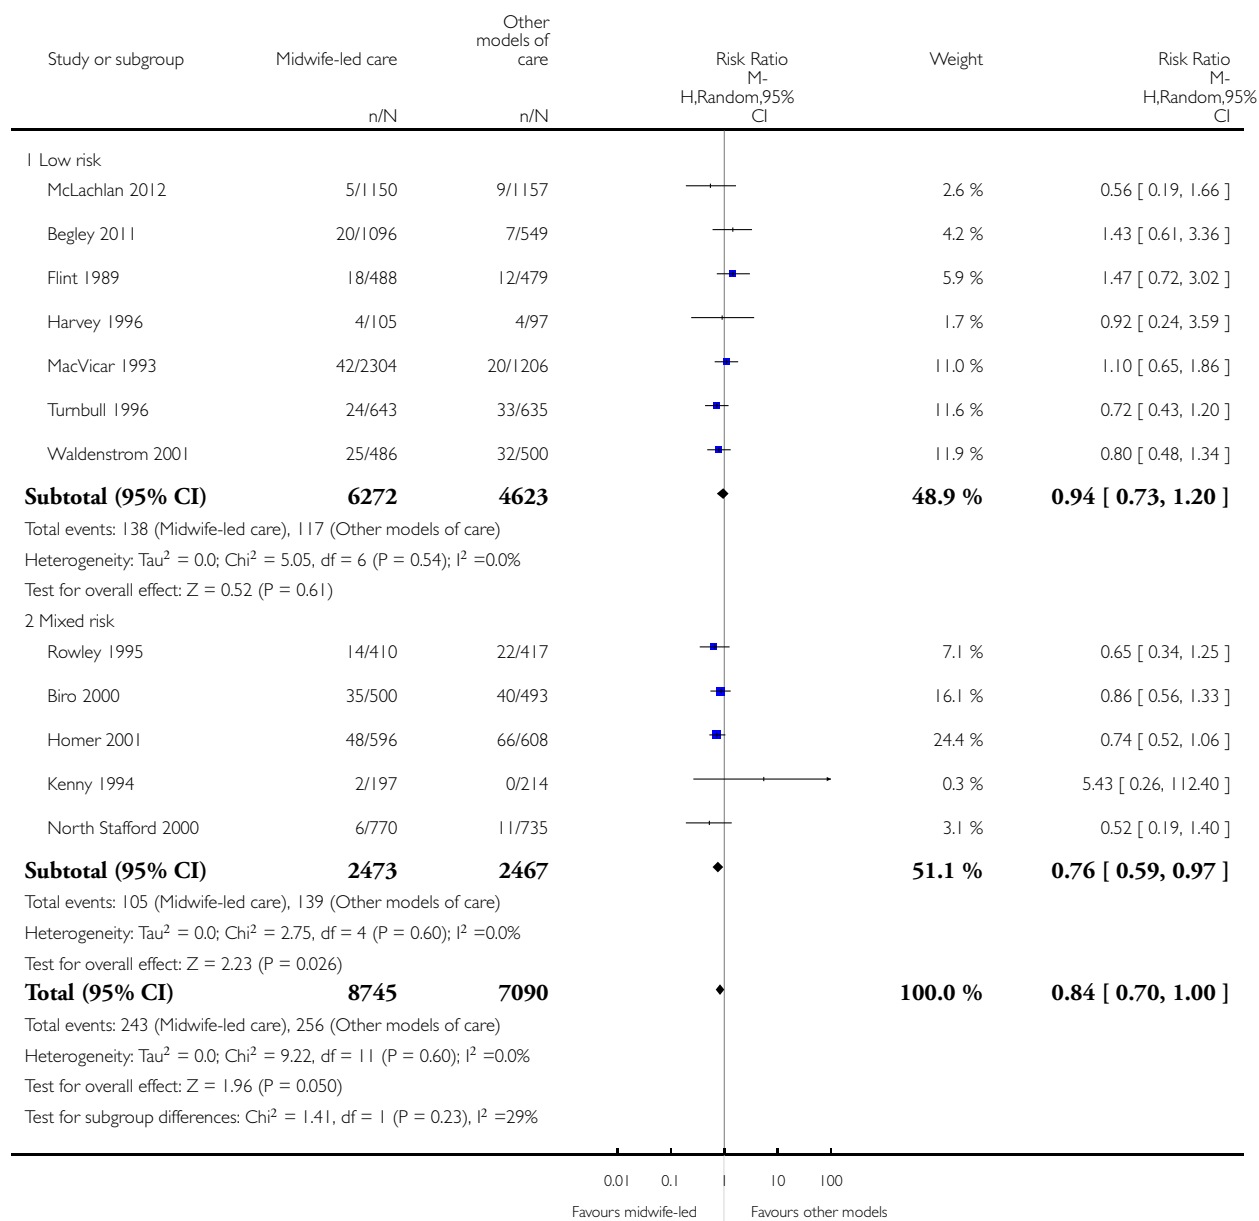 Other
models of
Study or subgroup Midwife-led care care Risk Ratio Weight Risk Ratio
M- M-
H,Random,95% H,Random,95%
n/N n/N CI CI
1 Low risk
McLachlan 2012 5/1150 9/1157 2.6 % 0.56 [ 0.19, 1.66 ]
Begley 2011 20/1096 7/549 4.2 % 1.43 [ 0.61, 3.36 ]
Flint 1989 18/488 12/479 5.9 % 1.47 [ 0.72, 3.02 ]
Harvey 1996 4/105 4/97 1.7 % 0.92 [ 0.24, 3.59 ]
MacVicar 1993 42/2304 20/1206 11.0 % 1.10 [ 0.65, 1.86 ]
Turnbull 1996 24/643 33/635 11.6 % 0.72 [ 0.43, 1.20 ]
Waldenstrom 2001 25/486 32/500 11.9 % 0.80 [ 0.48, 1.34 ]
Subtotal (95% CI) 6272 4623 48.9 % 0.94 [ 0.73, 1.20 ]
Total events: 138 (Midwife-led care), 117 (Other models of care)
Heterogeneity: Tau² = 0.0; Chi² = 5.05, df = 6 (P = 0.54); I² =0.0%
Test for overall effect: Z = 0.52 (P = 0.61)
2 Mixed risk
Rowley 1995 14/410 22/417 7.1 % 0.65 [ 0.34, 1.25 ]
Biro 2000 35/500 40/493 16.1 % 0.86 [ 0.56, 1.33 ]
Homer 2001 48/596 66/608 24.4 % 0.74 [ 0.52, 1.06 ]
Kenny 1994 2/197 0/214 0.3 % 5.43 [ 0.26, 112.40 ]
North Stafford 2000 6/770 11/735 3.1 % 0.52 [ 0.19, 1.40 ]
Subtotal (95% CI) 2473 2467 51.1 % 0.76 [ 0.59, 0.97 ]
Total events: 105 (Midwife-led care), 139 (Other models of care)
Heterogeneity: Tau² = 0.0; Chi² = 2.75, df = 4 (P = 0.60); I² =0.0%
Test for overall effect: Z = 2.23 (P = 0.026)
Total (95% CI) 8745 7090 100.0 % 0.84 [ 0.70, 1.00 ]
Total events: 243 (Midwife-led care), 256 (Other models of care)
Heterogeneity: Tau² = 0.0; Chi² = 9.22, df = 11 (P = 0.60); I² =0.0%
Test for overall effect: Z = 1.96 (P = 0.050)
Test for subgroup differences: Chi² = 1.41, df = 1 (P = 0.23), I² =29%
0.01 0.1 1 10 100
Favours midwife-led Favours other models